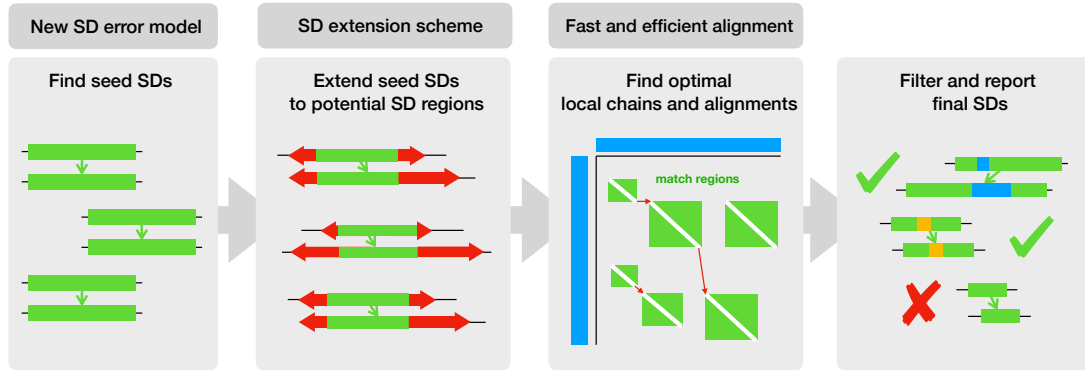 New SD error model
SD extension scheme
Fast and efficient alignment
Find seed SDs
Extend seed SDs
to potential SD regions
Find optimal
local chains and alignments
match regions
Filter and report
final SDs